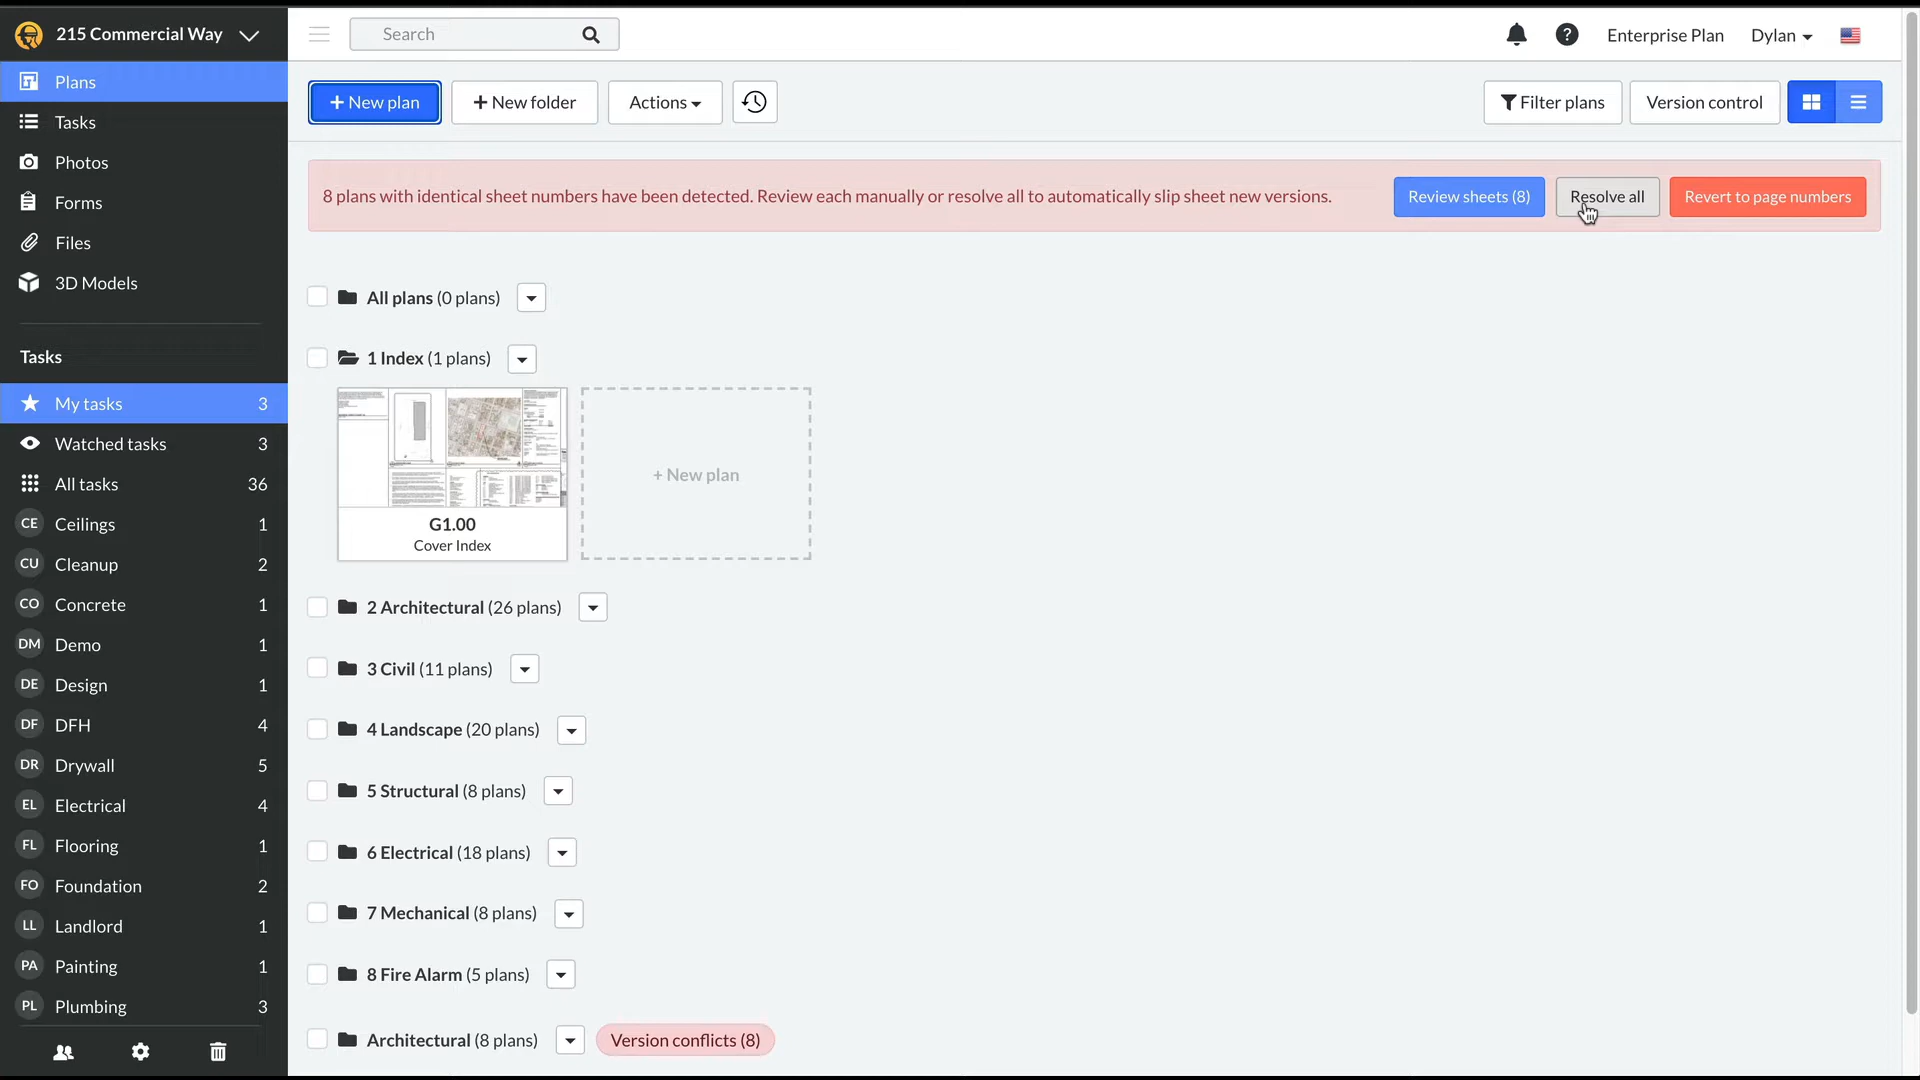 215 Commercial Way
Search
Enterprise Plan
Dylan
Plans
Tasks
Photos
Forms
Files
3D Models
Tasks
My tasks 3
Watched tasks 3
All tasks 36
CE Ceilings 1
CU Cleanup 2
CO Concrete 1
DM Demo 1
DE Design 1
DF DFH 4
DR Drywall 5
EL Electrical 4
FL Flooring 1
FO Foundation 2
LL Landlord 1
PA Painting 1
PL Plumbing 3
+ New plan
+ New folder
Actions
Filter plans
Version control
8 plans with identical sheet numbers have been detected. Review each manually or resolve all to automatically slip sheet new versions.
Review sheets (8)
Resolve all
Revert to page numbers
All plans (0 plans)
1 Index (1 plans)
G1.00
Cover Index
+ New plan
2 Architectural (26 plans)
3 Civil (11 plans)
4 Landscape (20 plans)
5 Structural (8 plans)
6 Electrical (18 plans)
7 Mechanical (8 plans)
8 Fire Alarm (5 plans)
Architectural (8 plans)
Version conflicts (8)